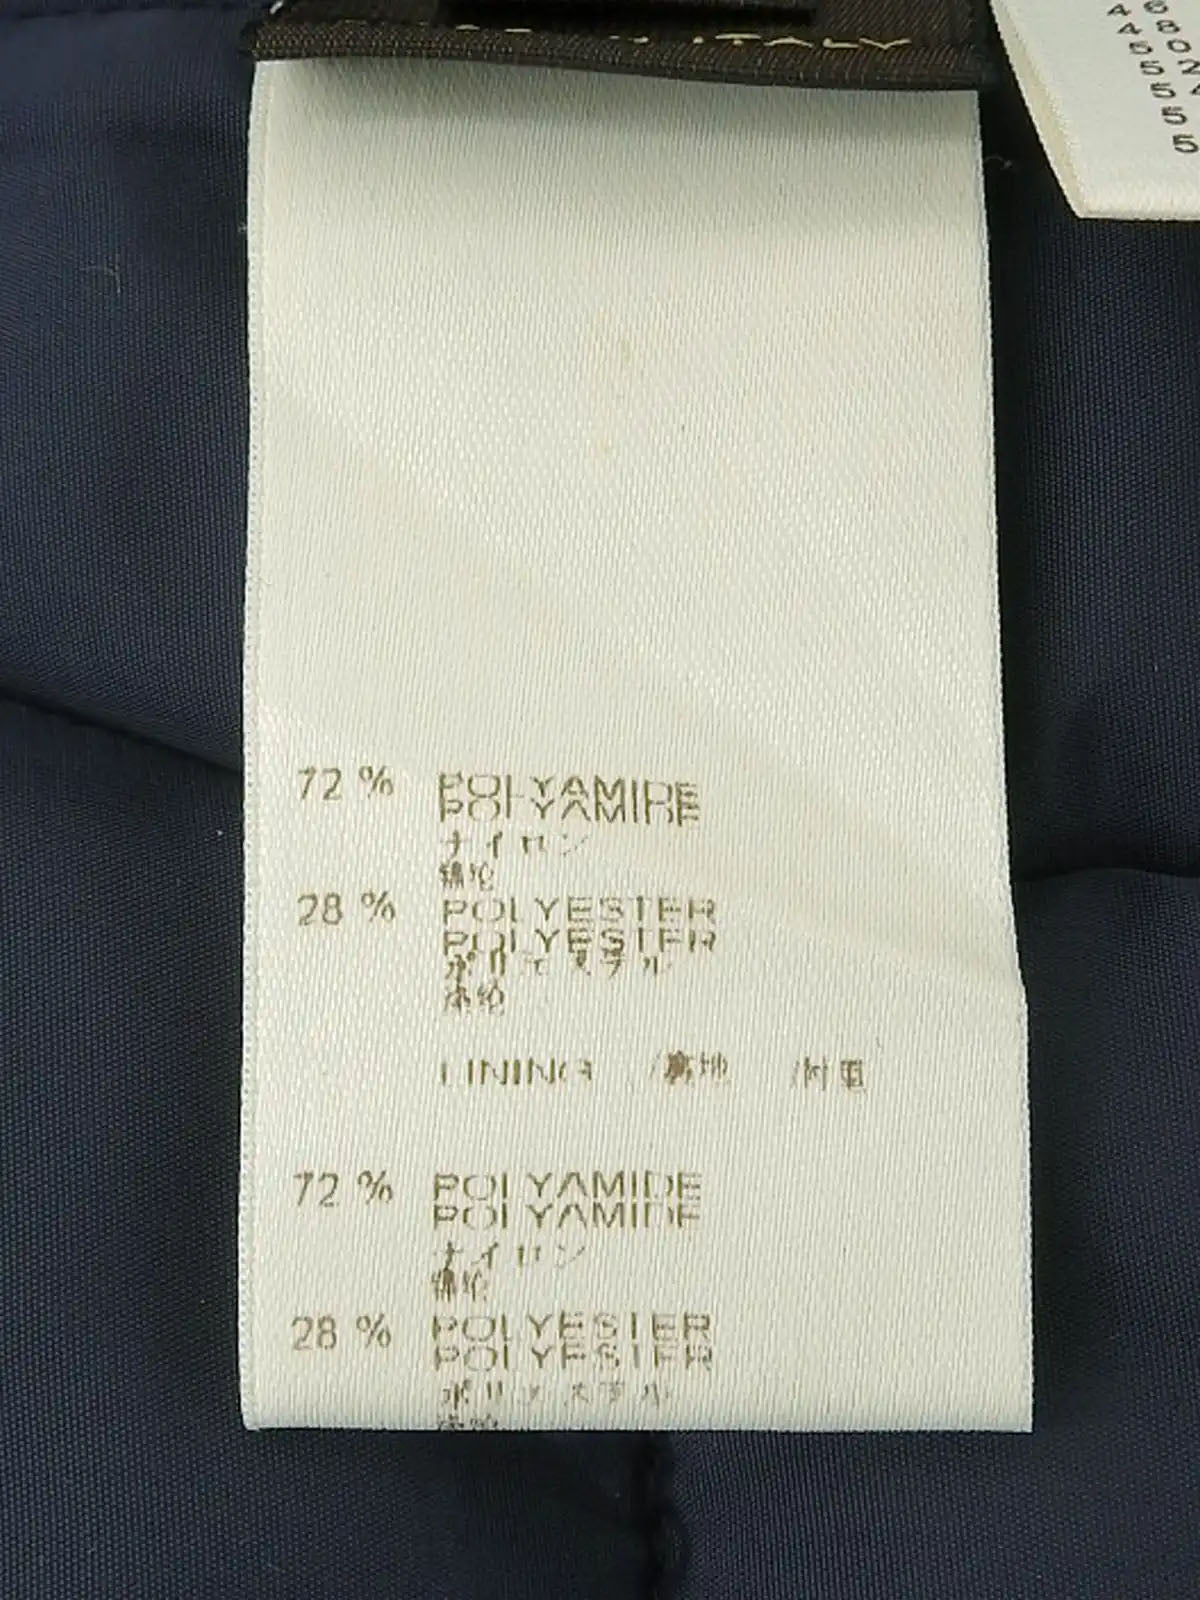 ITALY
72 % POLYAMIDE
POLYAMIDE
ナイロン
锦纶
28 % POLYESTER
POLYESTER
ポリエステル
涤纶
LINING /裏地 /衬里
72 % POLYAMIDE
POLYAMIDE
ナイロン
锦纶
28 % POLYESTER
POLYESTER
ポリエステル
涤纶